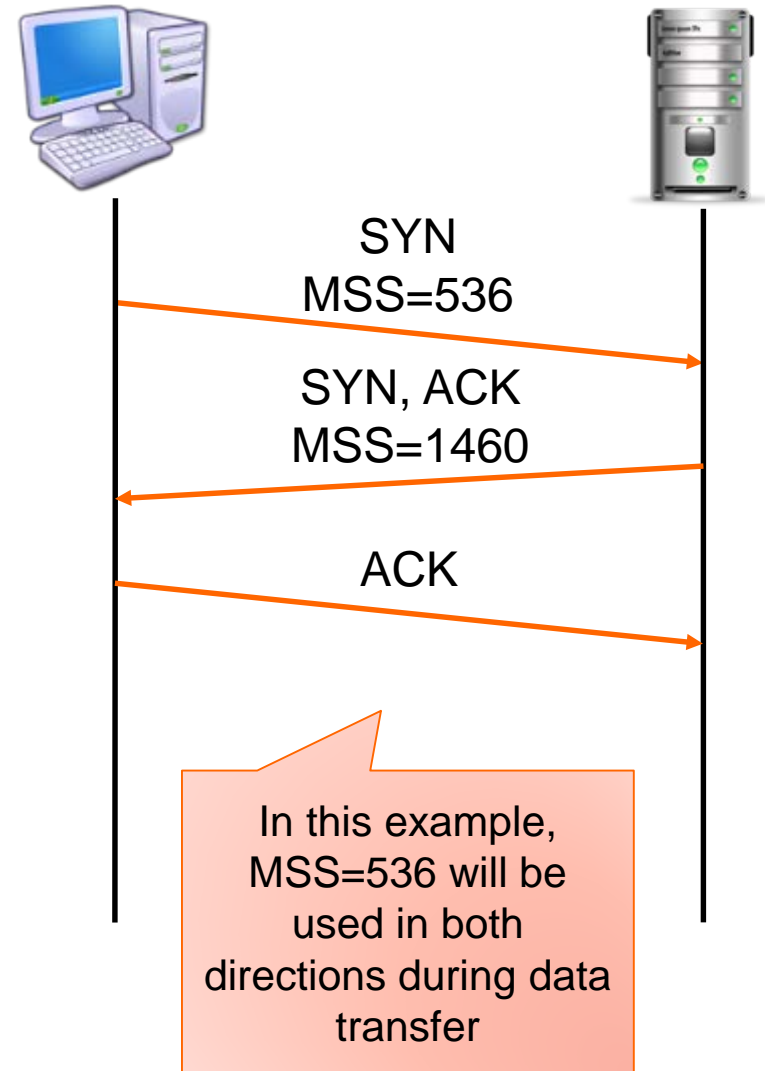 SYN
MSS=536
SYN, ACK
MSS=1460
ACK
In this example,
MSS=536 will be
used in both
directions during data
transfer